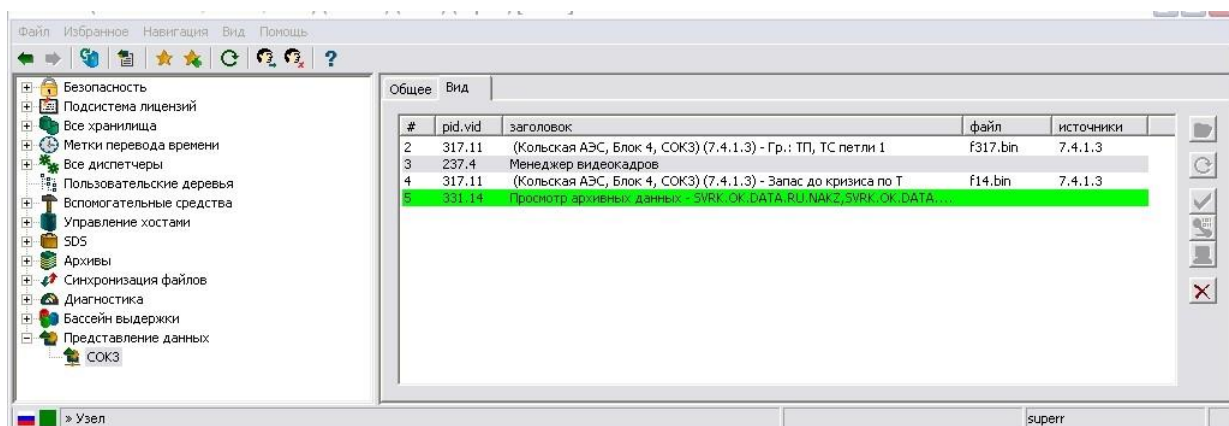 Файл Избранное Навигация Вид Помощь
Безопасность
Подсистема лицензий
Все хранилища
Метки перевода времени
Все диспетчеры
Пользовательские деревья
Вспомогательные средства
Управление хостами
SDS
Архивы
Синхронизация файлов
Диагностика
Бассейн выдержки
Представление данных
СОКЗ
Общее Вид
# pid.vid заголовок файл источники
2 317.11 (Кольская АЭС, Блок 4, СОКЗ) (7.4.1.3) - Гр.: ТП, ТС петли 1 f317.bin 7.4.1.3
3 237.4 Менеджер видеокадров
4 317.11 (Кольская АЭС, Блок 4, СОКЗ) (7.4.1.3) - Запас до кризиса по Т f14.bin 7.4.1.3
5 331.14 Просмотр архивных данных - SVRK.OK.DATA.RU.NAKZ,SVRK.OK.DATA....
» Узел superr